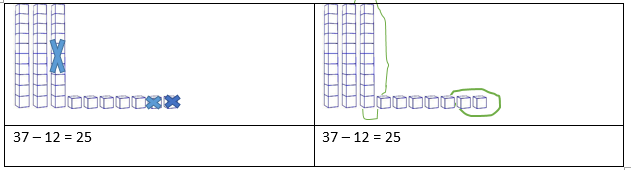 37 – 12 = 25
37 – 12 = 25